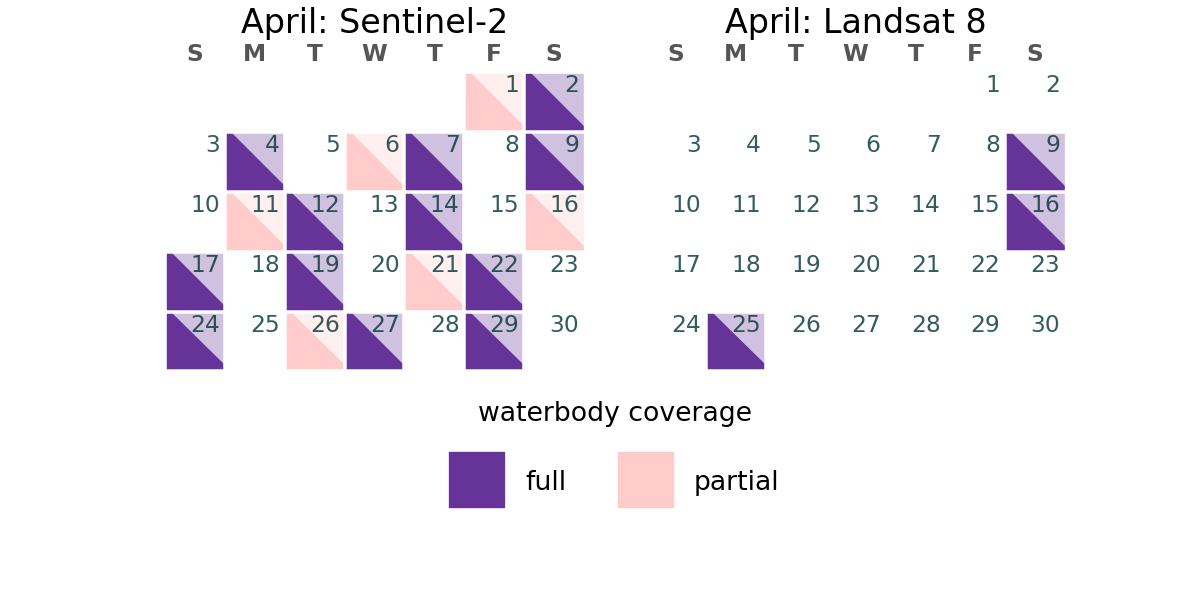 April: Sentinel-2
S M T W T F S
1 2
3 4 5 6 7 8 9
10 11 12 13 14 15 16
17 18 19 20 21 22 23
24 25 26 27 28 29 30
April: Landsat 8
S M T W T F S
1 2
3 4 5 6 7 8 9
10 11 12 13 14 15 16
17 18 19 20 21 22 23
24 25 26 27 28 29 30
waterbody coverage
full partial